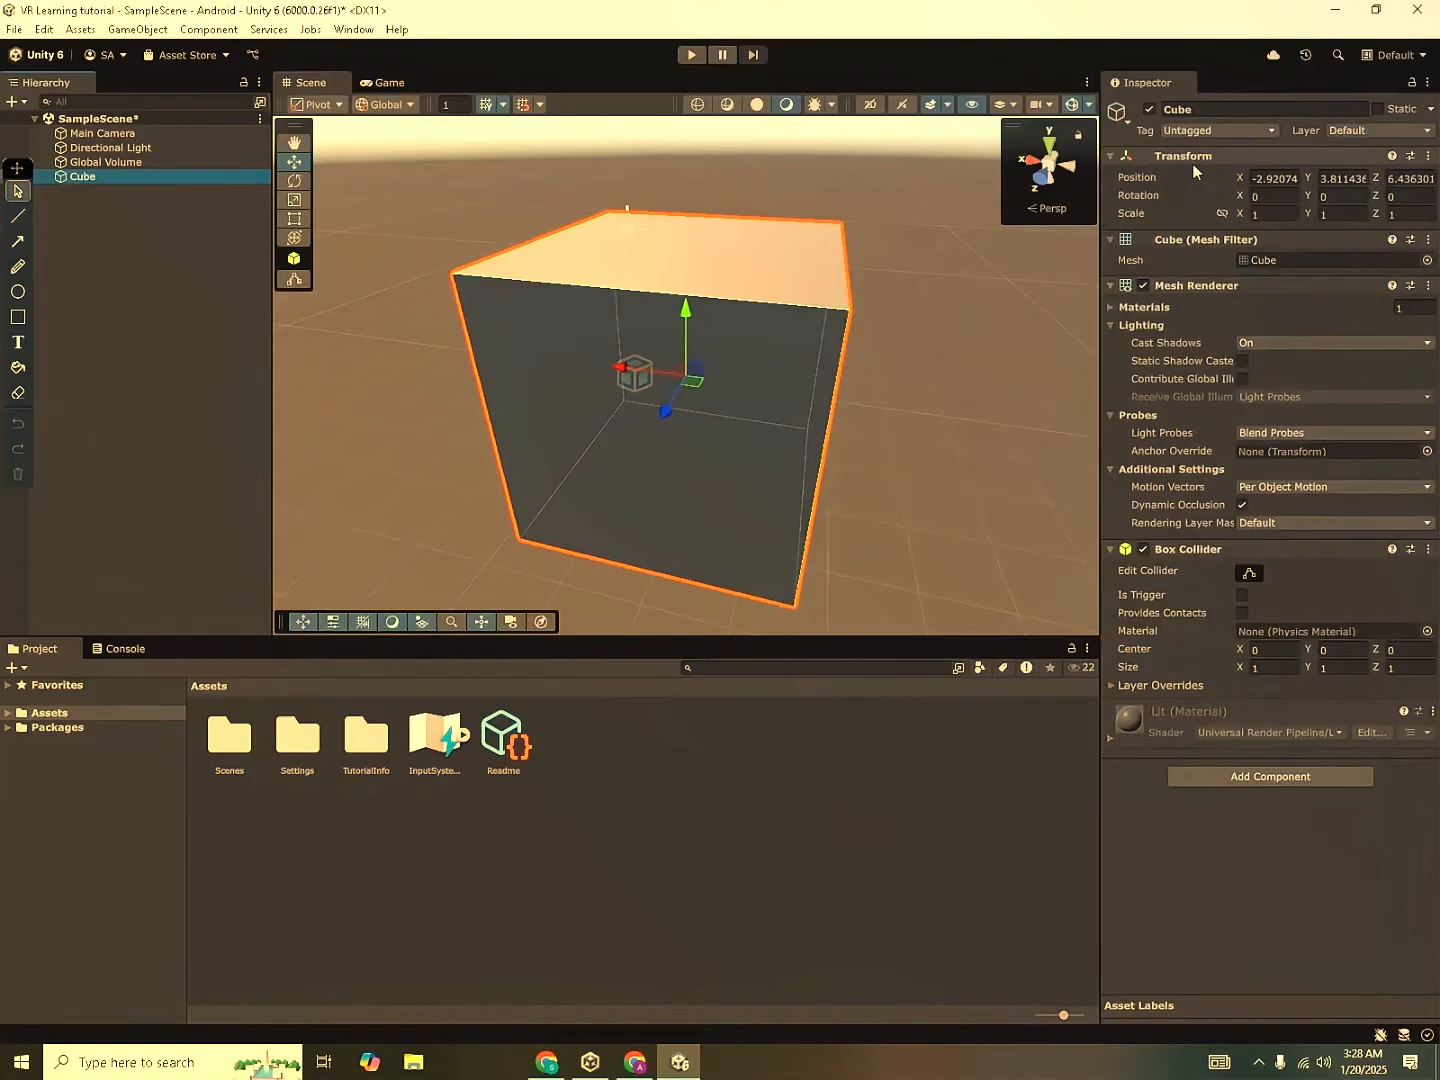 VR Learning tutorial - SampleScene - Android - Unity 6 (6000.0.26f1)* <DX11>
File Edit Assets GameObject Component Services Jobs Window Help
Unity 6 SA Asset Store Default
Hierarchy Scene Game Inspector
All Pivot Global 1 2D Cube Static
SampleScene* Tag Untagged Layer Default
Main Camera
Directional Light
Global Volume
Cube
y
x
z
Persp
Transform
Position X -2.92074 Y 3.811436 Z 6.436301
Rotation X 0 Y 0 Z 0
Scale X 1 Y 1 Z 1
Cube (Mesh Filter)
Mesh Cube
Mesh Renderer
Materials 1
Lighting
Cast Shadows On
Static Shadow Caste
Contribute Global Illu
Receive Global Illum Light Probes
Probes
Light Probes Blend Probes
Anchor Override None (Transform)
Additional Settings
Motion Vectors Per Object Motion
Dynamic Occlusion
Rendering Layer Mas Default
Box Collider
Edit Collider
Is Trigger
Provides Contacts
Material None (Physics Material)
Center X 0 Y 0 Z 0
Size X 1 Y 1 Z 1
Layer Overrides
Lit (Material)
Shader Universal Render Pipeline/L Edit...
Add Component
Asset Labels
Project Console
22
Favorites
Assets
Packages
Assets
Scenes Settings TutorialInfo InputSyste... Readme
Type here to search
3:28 AM
1/20/2025